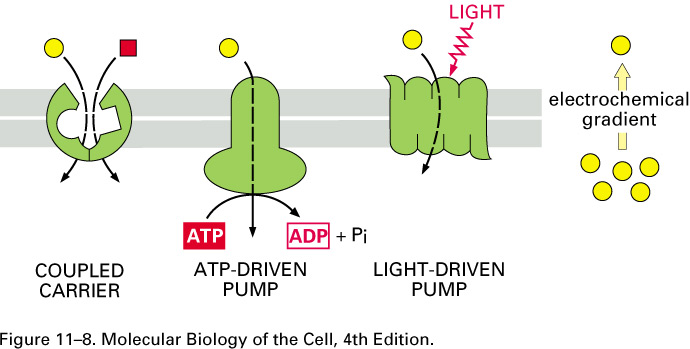 LIGHT
electrochemical
gradient
ATP
ADP + Pi
COUPLED
CARRIER
ATP-DRIVEN
PUMP
LIGHT-DRIVEN
PUMP
Figure 11–8. Molecular Biology of the Cell, 4th Edition.